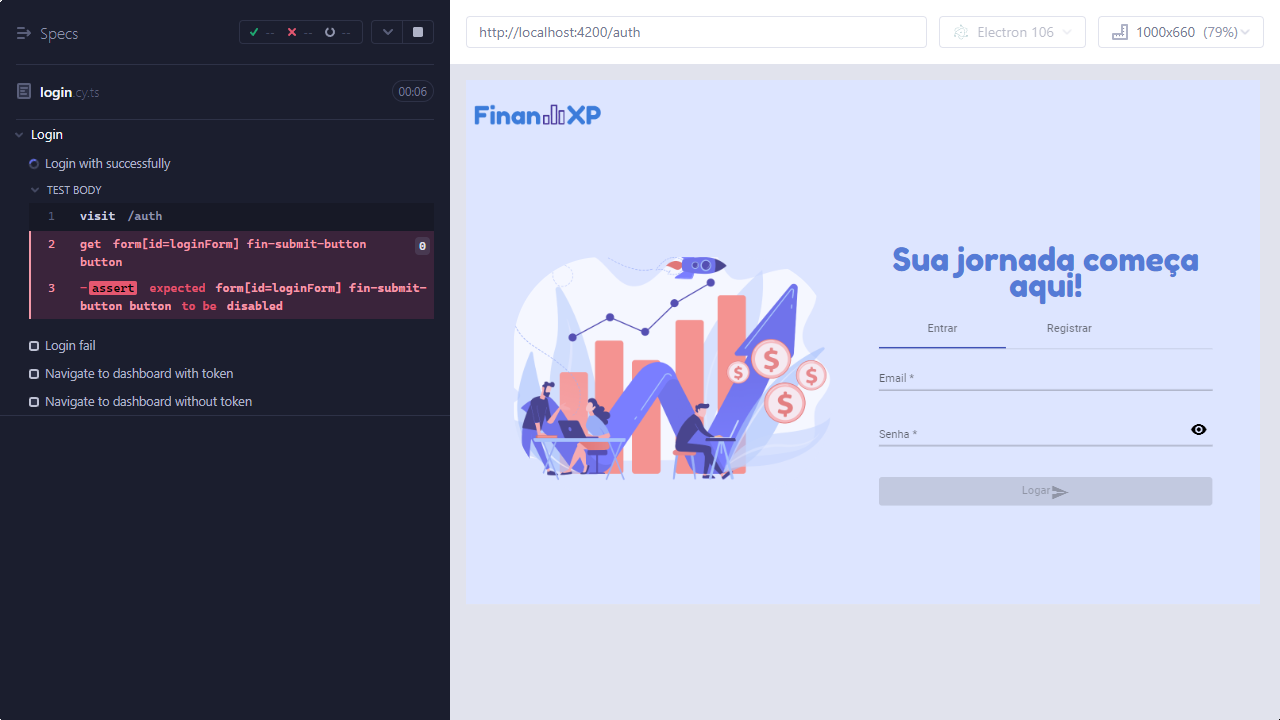 Specs
-- -- --
login.cy.ts
00:06
Login
Login with successfully
TEST BODY
1 visit /auth
2 get form[id=loginForm] fin-submit-button
button
0
3 -assert expected form[id=loginForm] fin-submit-
button button to be disabled
Login fail
Navigate to dashboard with token
Navigate to dashboard without token
http://localhost:4200/auth
Electron 106
1000x660 (79%)
Finan XP
$
$
$
$
Sua jornada começa
aqui!
Entrar
Registrar
Email *
Senha *
Logar